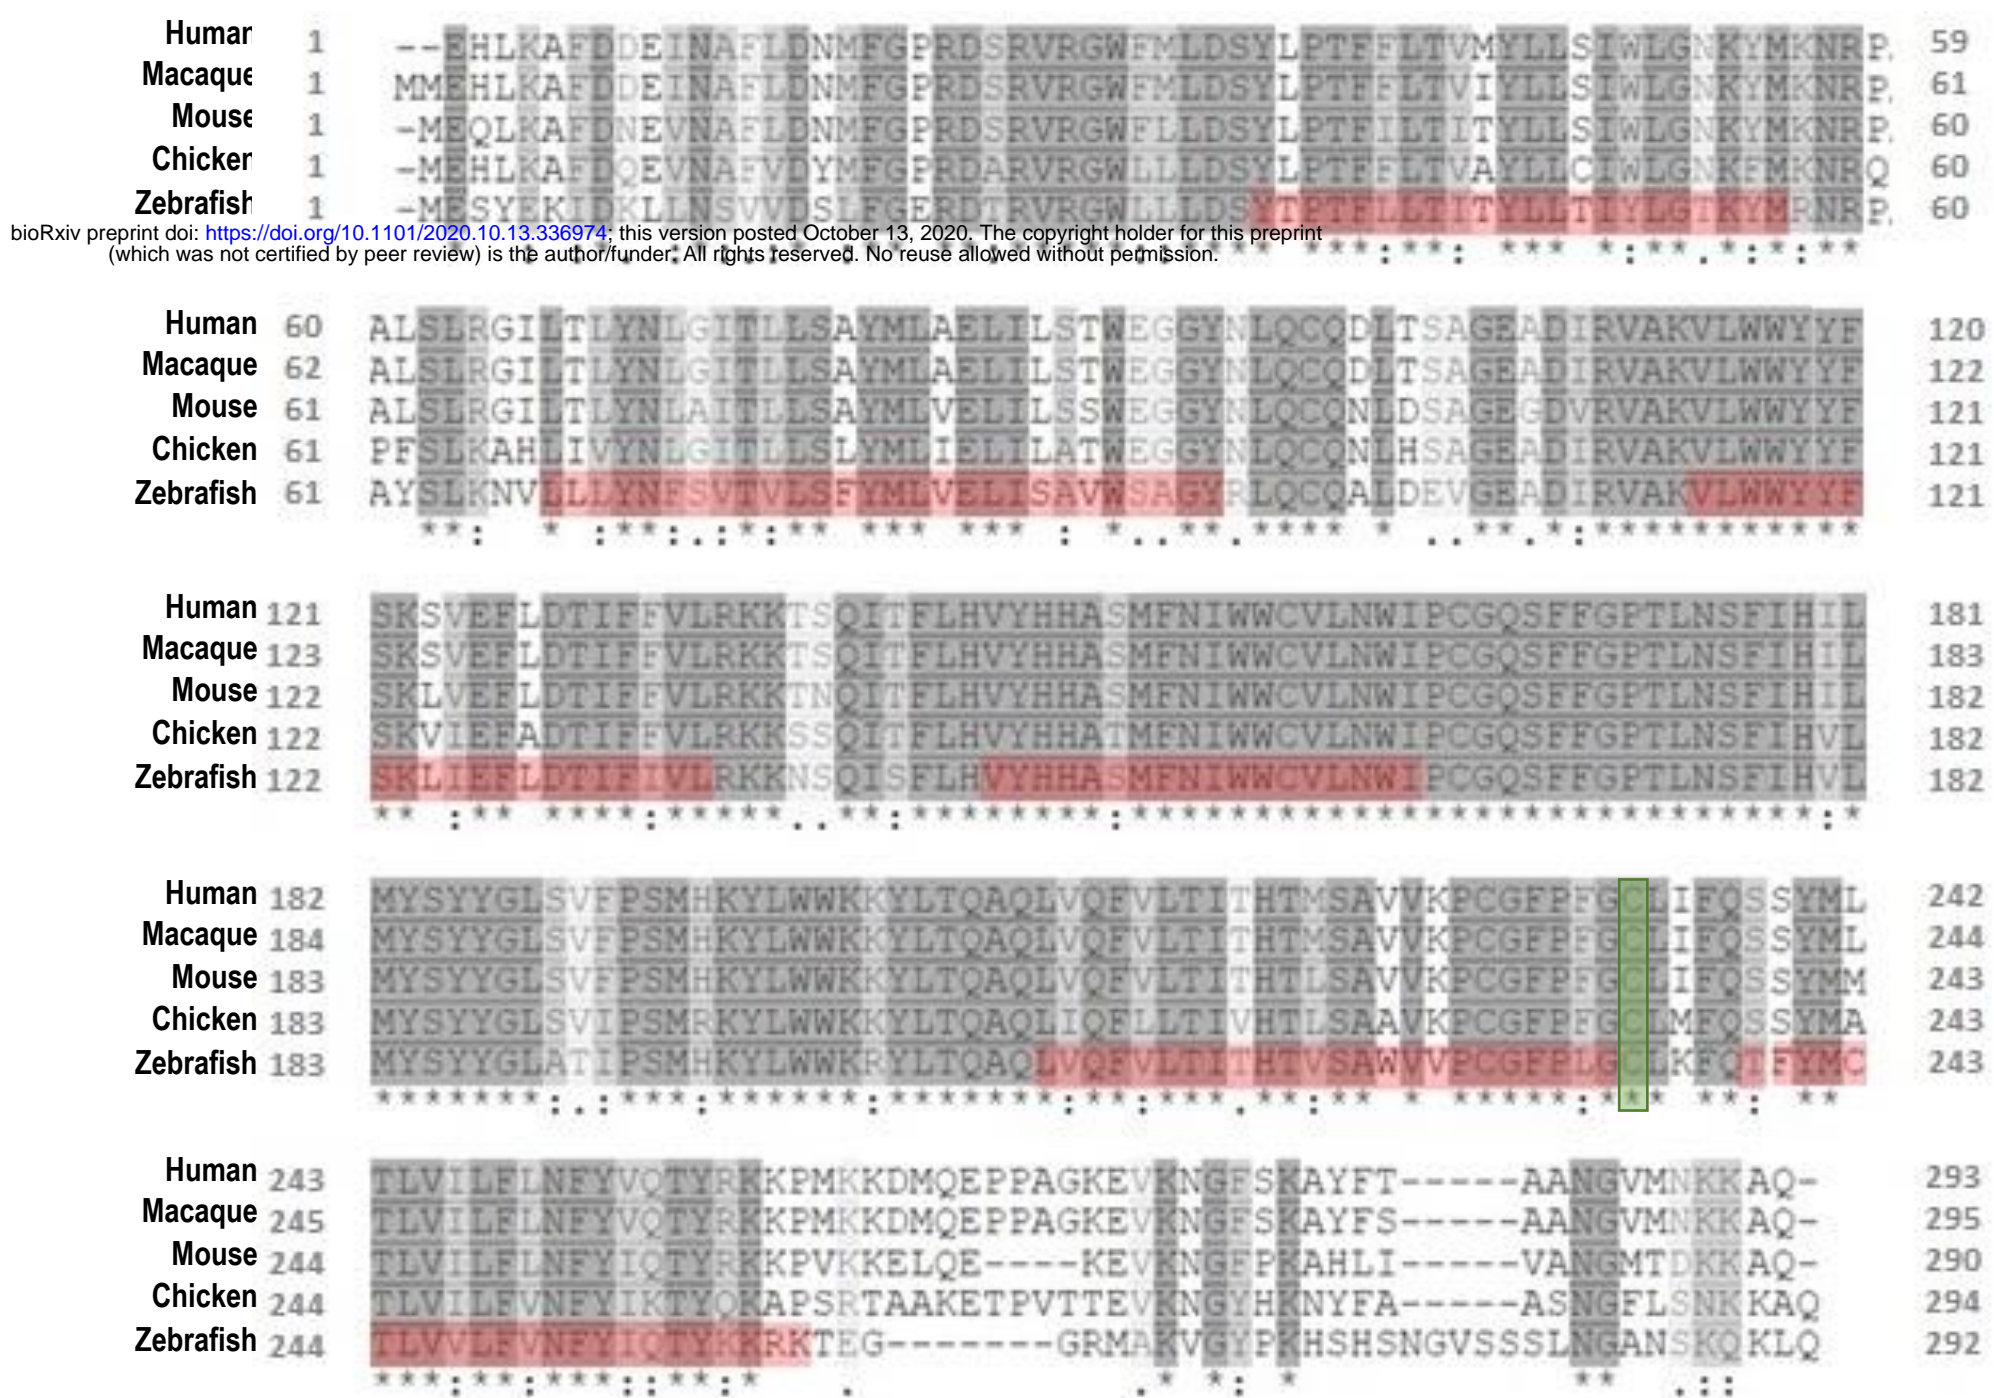 Human 1 --EHLKAFDDEINAFLDNMFGPRDSRVRGWFMLDSYLPTFFLTVMYLLSIWLGNKYMKNRP. 59
Macaque 1 MMEHLKAFDDEINAFLDNMFGPRDSRVRGWFMLDSYLPTFFLTVIYLLSIWLGNKYMKNRP. 61
Mouse 1 -MEQLKAFDNEVNAFLDNMFGPRDSRVRGWFLLDSYLPTFILTITYLLSIWLGNKYMKNRP. 60
Chicken 1 -MEHLKAFDQEVNAFVDYMFGPRDARVRGWLLLDSYLPTFFLTVAYLLCIWLGNKFMKNRQ 60
Zebrafish 1 -MESYEKIDKLLNSVVDSLFGERDTRVRGWLLLDSYTPTFLLTITYLLTIYLGTKYMRNRP. 60
bioRxiv preprint doi: https://doi.org/10.1101/2020.10.13.336974; this version posted October 13, 2020. The copyright holder for this preprint
(which was not certified by peer review) is the author/funder. All rights reserved. No reuse allowed without permission.
Human 60 ALSLRGILTLYNLGITLLSAYMLAELILSTWEGGYNLQCQDLTSAGEADIRVAKVLWWYYF 120
Macaque 62 ALSLRGILTLYNLGITLLSAYMLAELILSTWEGGYNLQCQDLTSAGEADIRVAKVLWWYYF 122
Mouse 61 ALSLRGILTLYNLAITLLSAYMLVELILSSWEGGYNLQCQNLDSAGEGDVRVAKVLWWYYF 121
Chicken 61 PFSLKAHLIVYNLGITLLSLYMLIELILATWEGGYNLQCQNLHSAGEADIRVAKVLWWYYF 121
Zebrafish 61 AYSLKNVLLLYNFSVTVLSFYMLVELISAVWSAGYRLQCQALDEVGEADIRVAKVLWWYYF 121
** : * :**:.:*:** *** *** : *..**.**** * ..**.*:***********
Human 121 SKSVEFLDTIFFVLRKKTSQITFLHVYHHASMFNIWWCVLNWIPCGQSFFGPTLNSFIHIL 181
Macaque 123 SKSVEFLDTIFFVLRKKTSQITFLHVYHHASMFNIWWCVLNWIPCGQSFFGPTLNSFIHIL 183
Mouse 122 SKLVEFLDTIFFVLRKKTNQITFLHVYHHASMFNIWWCVLNWIPCGQSFFGPTLNSFIHIL 182
Chicken 122 SKVIEFADTIFFVLRKKSSQITFLHVYHHATMFNIWWCVLNWIPCGQSFFGPTLNSFIHVL 182
Zebrafish 122 SKLIEFLDTIFIVLRKKNSQISFLHVYHHASMFNIWWCVLNWIPCGQSFFGPTLNSFIHVL 182
** :** ****:*****..**:********:****************************:*
Human 182 MYSYYGLSVFPSMHKYLWWKKYLTQAQLVQFVLTITHTMSAVVKPCGFPFGCLIFQSSYML 242
Macaque 184 MYSYYGLSVFPSMHKYLWWKKYLTQAQLVQFVLTITHTMSAVVKPCGFPFGCLIFQSSYML 244
Mouse 183 MYSYYGLSVFPSMHKYLWWKKYLTQAQLVQFVLTITHTLSAVVKPCGFPFGCLIFQSSYMM 243
Chicken 183 MYSYYGLSVIPSMRKYLWWKKYLTQAQLIQFLLTIVHTLSAAVKPCGFPFGCLMFQSSYMA 243
Zebrafish 183 MYSYYGLATIPSMHKYLWWKRYLTQAQLVQFVLTITHTVSAWVVPCGFPLGCLKFQTFYMC 243
*******:.:***:******:*******:**:***.**:** * *****:*** **: **
Human 243 TLVILFLNFYVQTYRKKPMKKDMQEPPAGKEVKNGFSKAYFT-----AANGVMNKKAQ- 293
Macaque 245 TLVILFLNFYVQTYRKKPMKKDMQEPPAGKEVKNGFSKAYFS-----AANGVMNKKAQ- 295
Mouse 244 TLVILFLNFYIQTYRKKPVKKELQE----KEVKNGFPKAHLI-----VANGMTDKKAQ- 290
Chicken 244 TLVILFVNFYIKTYQKAPSRTAAKETPVTTEVKNGYHKNYFA-----ASNGFLSNKKAQ 294
Zebrafish 244 TLVVLFVNFYIQTYKKRKTEG-------GRMAKVGYPKHSHSNGVSSSLNGANSKQKLQ 292
***:**:***::**:* . .* *: * ** .::